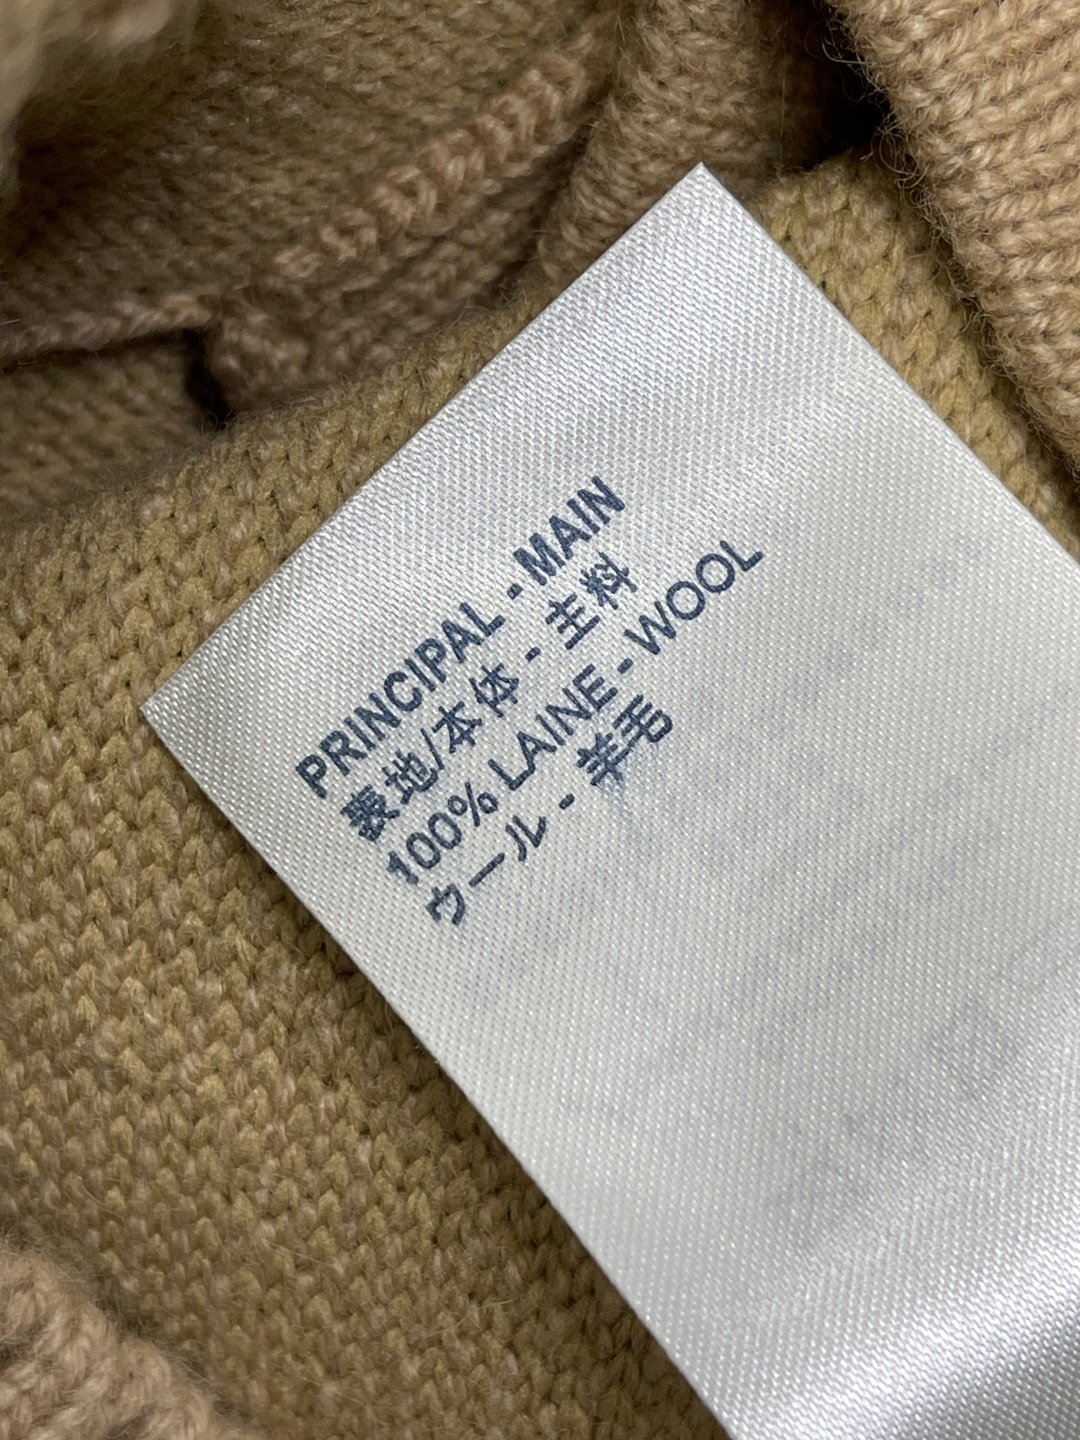 PRINCIPAL - MAIN
表地/本体 - 主料
100% LAINE - WOOL
ウール - 羊毛